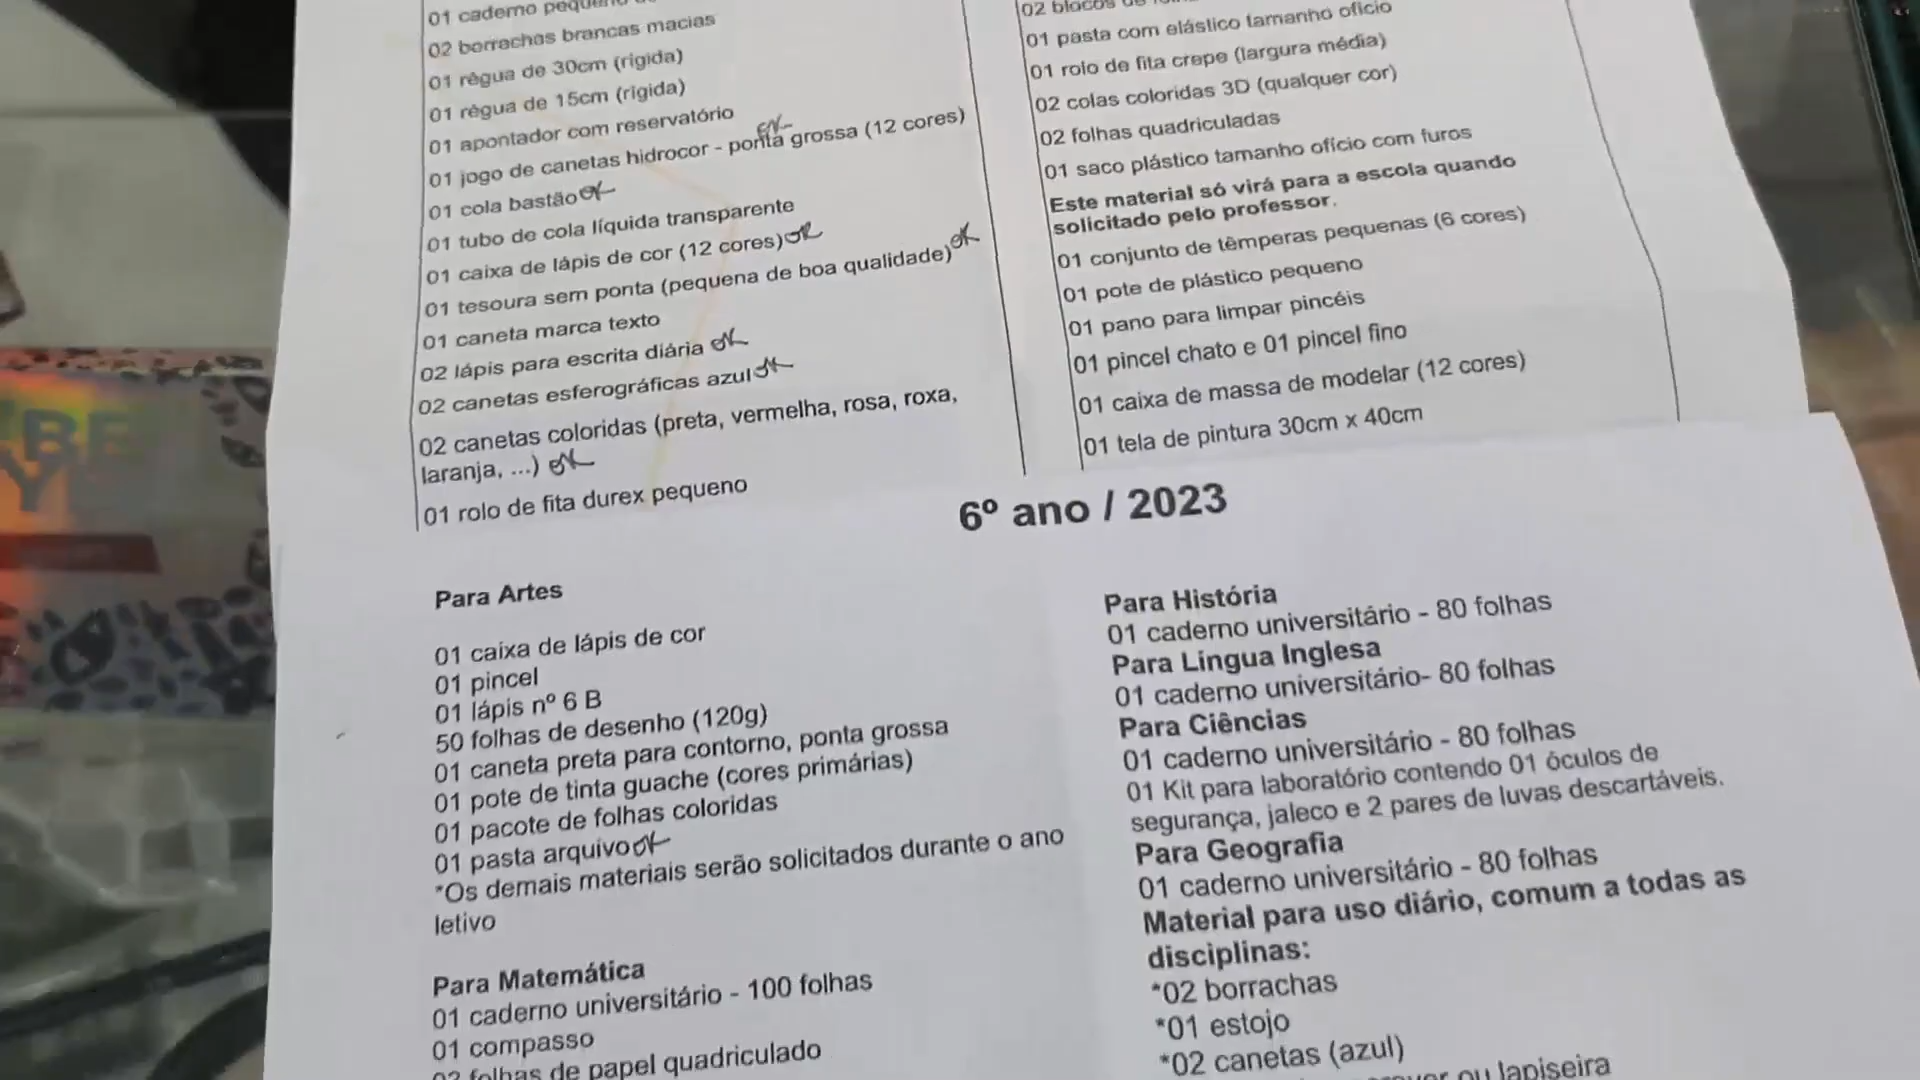 01 caderno pequeno
02 borrachas brancas macias
01 régua de 30cm (rígida)
01 régua de 15cm (rígida)
01 apontador com reservatório
01 jogo de canetas hidrocor - ponta grossa (12 cores)
ok
01 cola bastão ok
01 tubo de cola líquida transparente
01 caixa de lápis de cor (12 cores) ok
01 tesoura sem ponta (pequena de boa qualidade) ok
01 caneta marca texto
02 lápis para escrita diária ok
02 canetas esferográficas azul ok
02 canetas coloridas (preta, vermelha, rosa, roxa,
laranja, ...) ok
01 rolo de fita durex pequeno
02 blocos de
01 pasta com elástico tamanho ofício
01 rolo de fita crepe (largura média)
02 colas coloridas 3D (qualquer cor)
02 folhas quadriculadas
01 saco plástico tamanho ofício com furos
Este material só virá para a escola quando
solicitado pelo professor.
01 conjunto de têmperas pequenas (6 cores)
01 pote de plástico pequeno
01 pano para limpar pincéis
01 pincel chato e 01 pincel fino
01 caixa de massa de modelar (12 cores)
01 tela de pintura 30cm x 40cm
6º ano / 2023
Para Artes
01 caixa de lápis de cor
01 pincel
01 lápis nº 6 B
50 folhas de desenho (120g)
01 caneta preta para contorno, ponta grossa
01 pote de tinta guache (cores primárias)
01 pacote de folhas coloridas
01 pasta arquivo ok
*Os demais materiais serão solicitados durante o ano
letivo
Para Matemática
01 caderno universitário - 100 folhas
01 compasso
folhas de papel quadriculado
Para História
01 caderno universitário - 80 folhas
Para Língua Inglesa
01 caderno universitário- 80 folhas
Para Ciências
01 caderno universitário - 80 folhas
01 Kit para laboratório contendo 01 óculos de
segurança, jaleco e 2 pares de luvas descartáveis.
Para Geografia
01 caderno universitário - 80 folhas
Material para uso diário, comum a todas as
disciplinas:
*02 borrachas
*01 estojo
*02 canetas (azul)
ou lapiseira
BE
Y